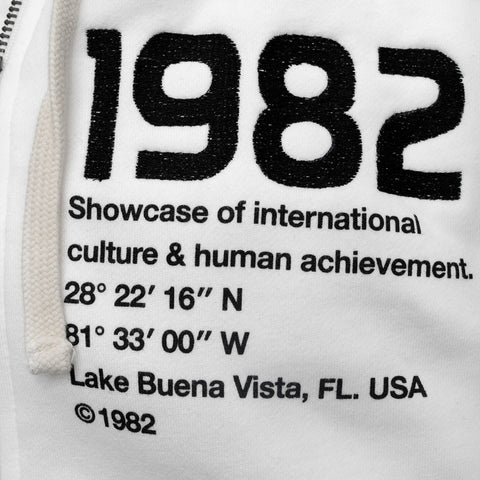 1982
Showcase of international
culture & human achievement.
28° 22′ 16″ N
81° 33′ 00″ W
Lake Buena Vista, FL. USA
©1982